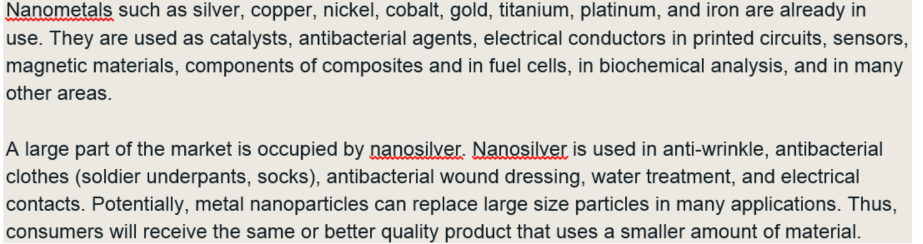 Nanometals such as silver, copper, nickel, cobalt, gold, titanium, platinum, and iron are already in
use. They are used as catalysts, antibacterial agents, electrical conductors in printed circuits, sensors,
magnetic materials, components of composites and in fuel cells, in biochemical analysis, and in many
other areas.
A large part of the market is occupied by nanosilver. Nanosilver is used in anti-wrinkle, antibacterial
clothes (soldier underpants, socks), antibacterial wound dressing, water treatment, and electrical
contacts. Potentially, metal nanoparticles can replace large size particles in many applications. Thus,
consumers will receive the same or better quality product that uses a smaller amount of material.